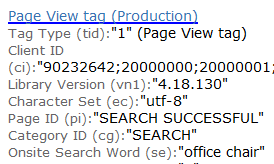 Page View tag (Production)
Tag Type (tid):"1" (Page View tag)
Client ID
(ci):"90232642;20000000;20000001;
Library Version (vn1):"4.18.130"
Character Set (ec):"utf-8"
Page ID (pi):"SEARCH SUCCESSFUL"
Category ID (cg):"SEARCH"
Onsite Search Word (se):"office chair"